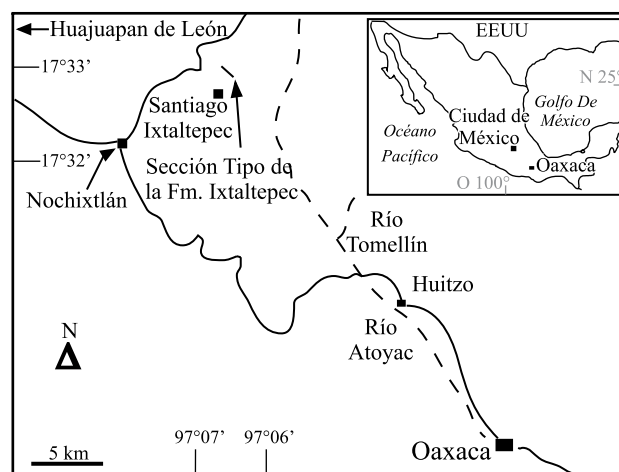 Huajuapan de León
17°33’
Santiago
Ixtaltepec
17°32’
Sección Tipo de
la Fm. Ixtaltepec
Nochixtlán
Río
Tomellín
Huitzo
Río
Atoyac
N
5 km
97°07’
97°06’
Oaxaca
EEUU
N 25°
Golfo De
México
Ciudad de
México
Océano
Pacífico
Oaxaca
O 100°